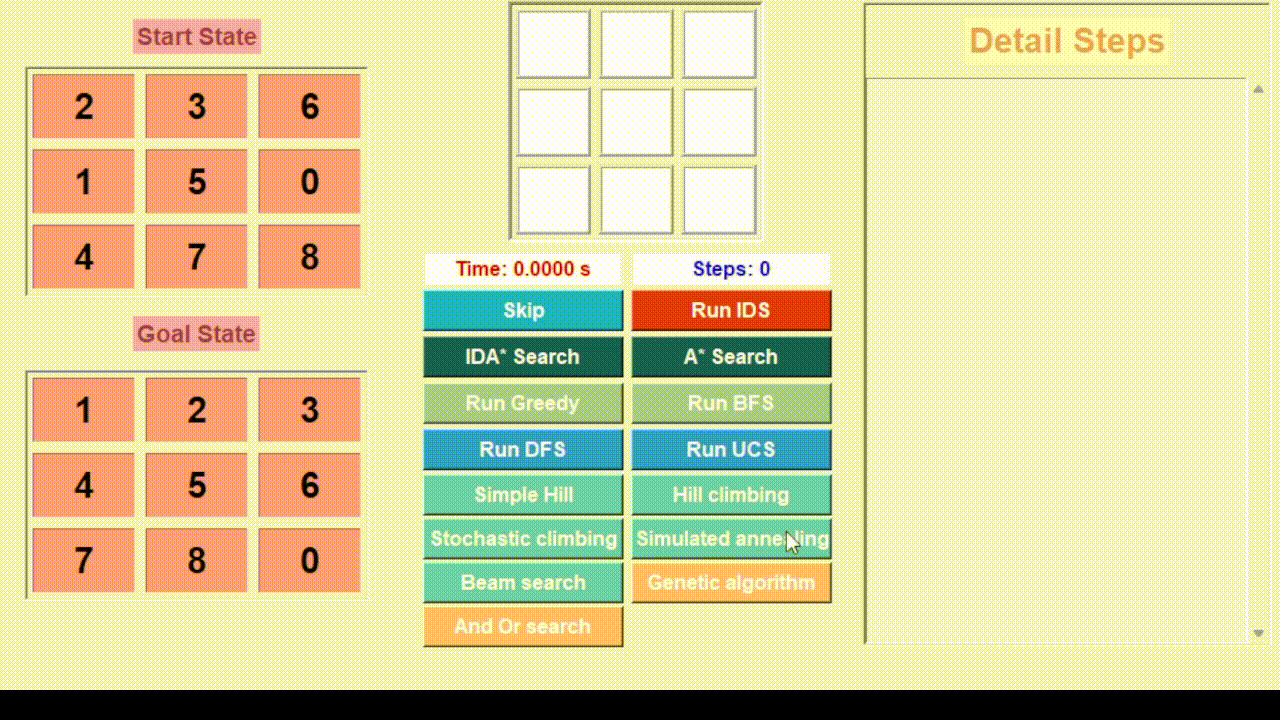 Start State
2 3 6
1 5 0
4 7 8
Goal State
1 2 3
4 5 6
7 8 0
Time: 0.0000 s
Steps: 0
Skip
Run IDS
IDA* Search
A* Search
Run Greedy
Run BFS
Run DFS
Run UCS
Simple Hill
Hill climbing
Stochastic climbing
Simulated
Beam search
Genetic algorithm
And Or search
Detail Steps